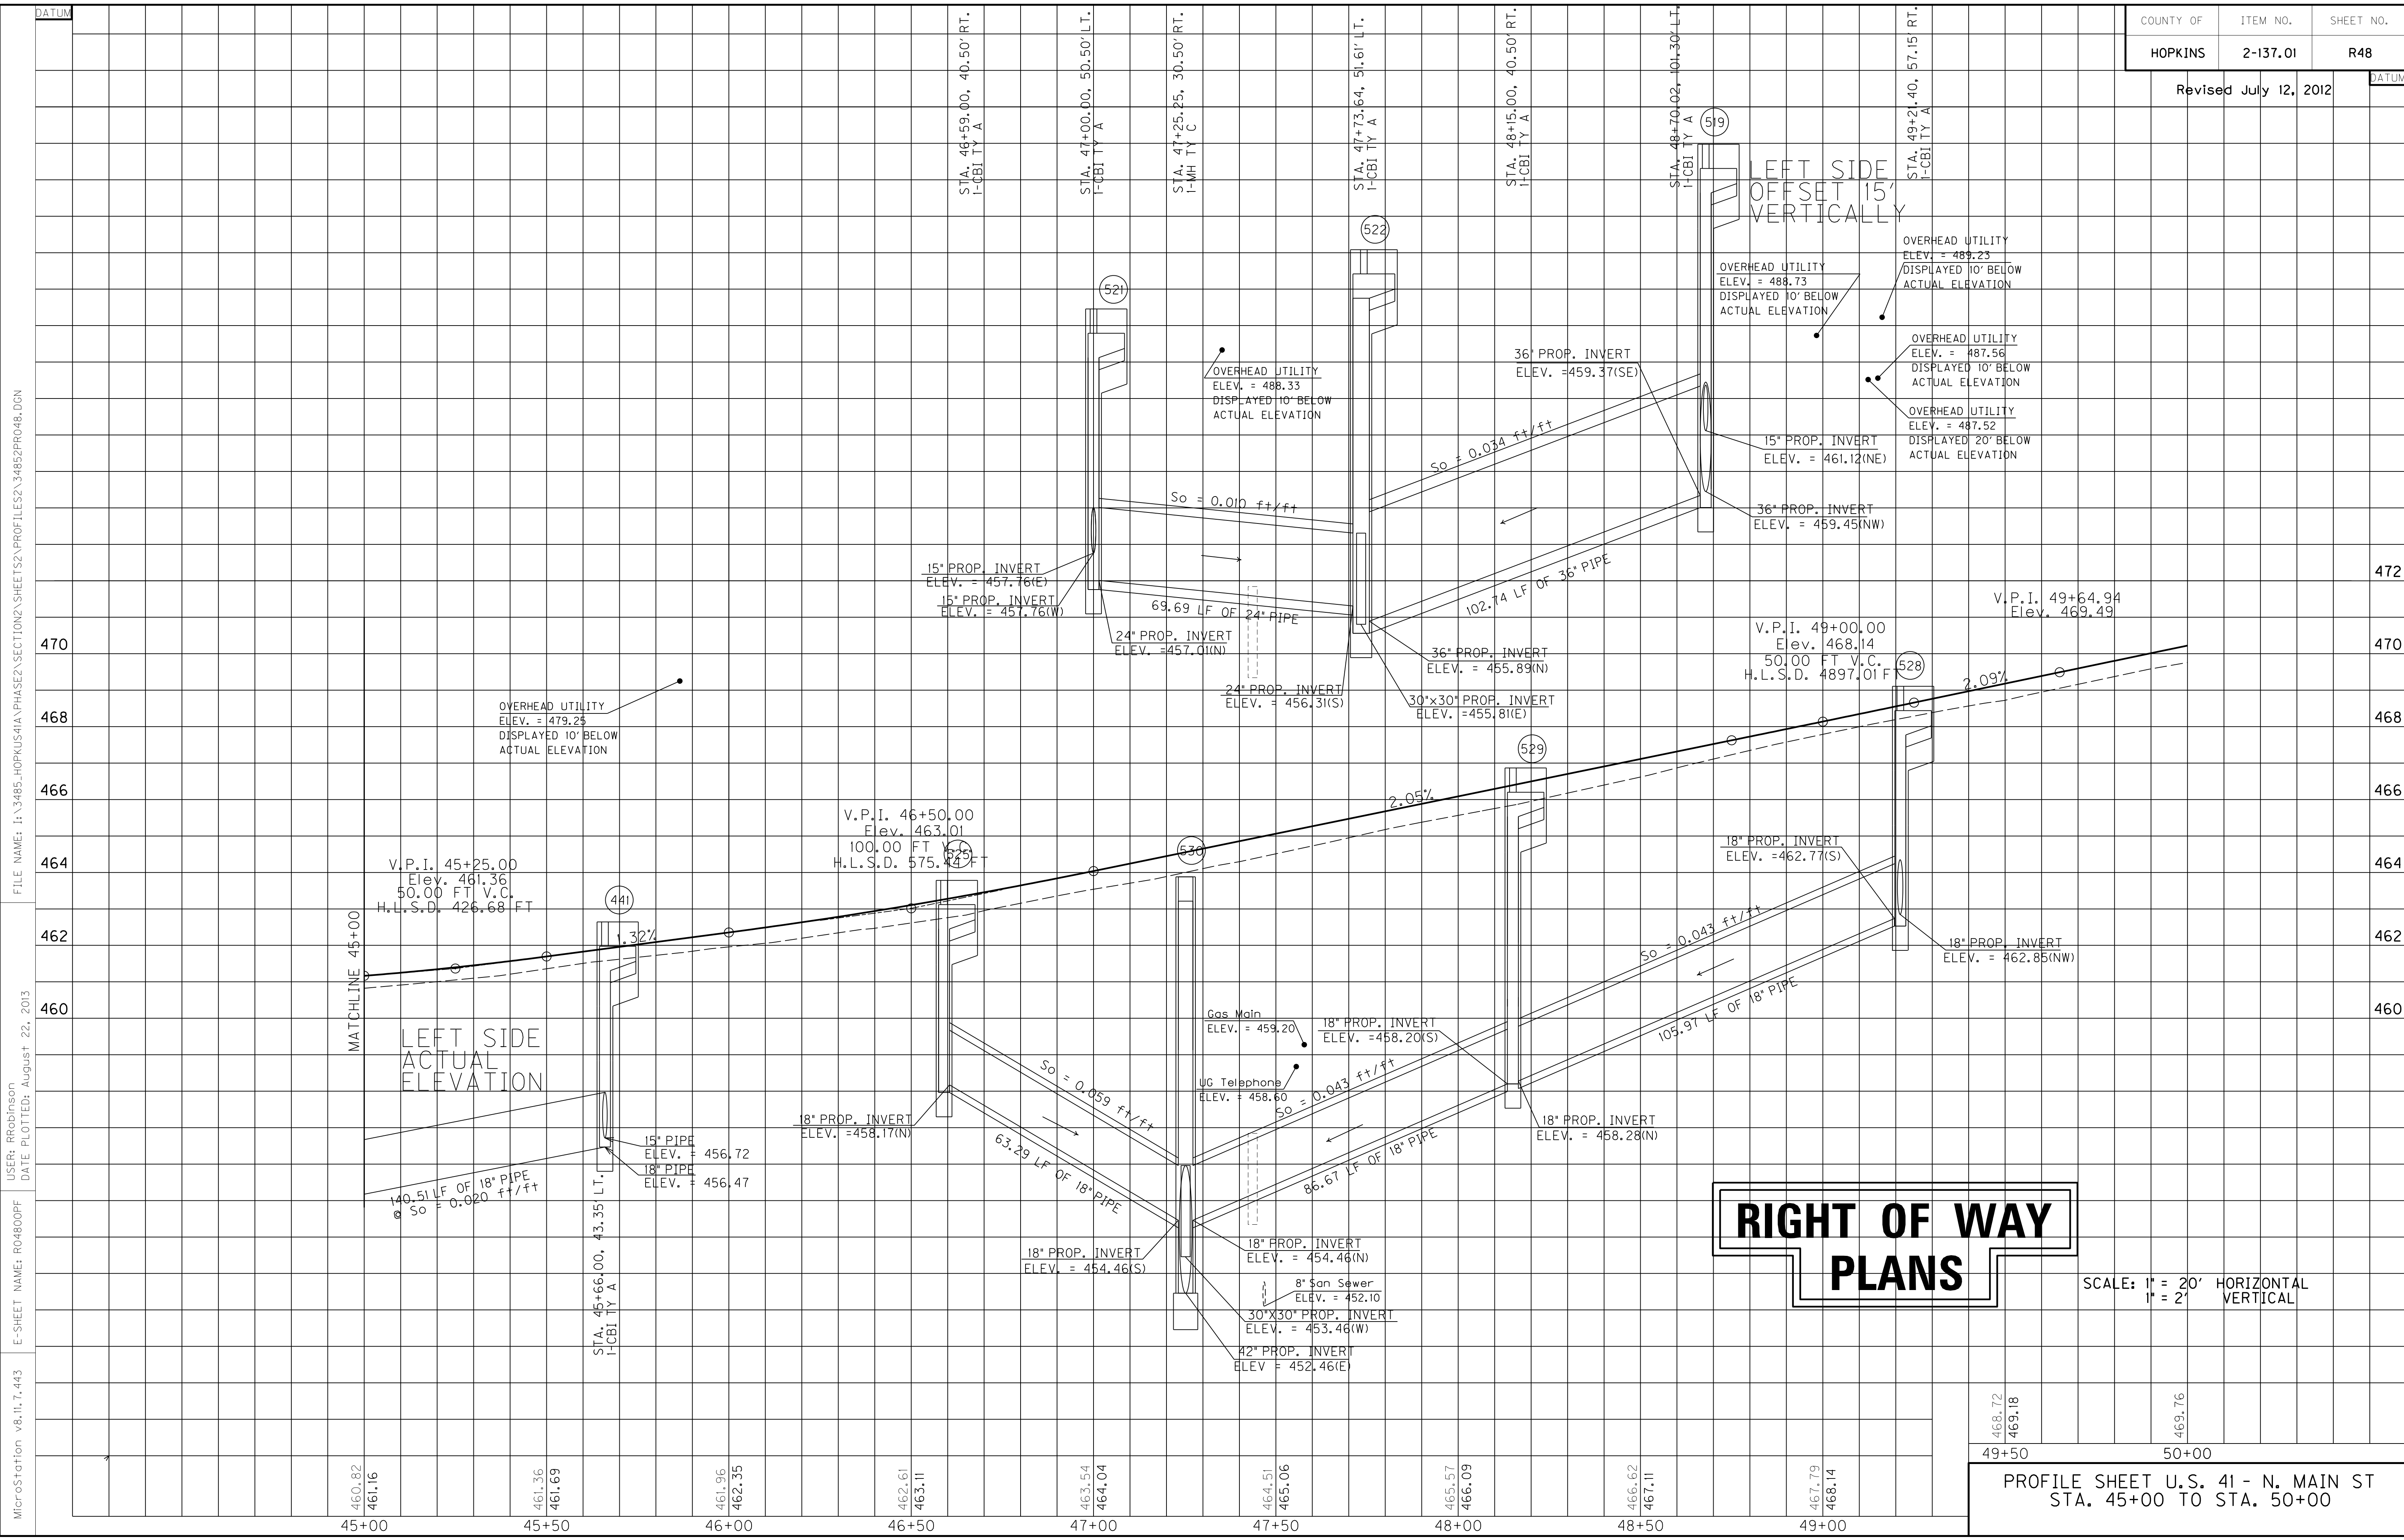 DATUM
COUNTY OF
ITEM NO.
SHEET NO.
HOPKINS
2-137.01
R48
DATUM
Revised July 12, 2012
STA. 46+59.00, 40.50' RT.
1-CBI TY A
STA. 47+00.00, 50.50' LT.
1-CBI TY A
STA. 47+25.25, 30.50' RT.
1-MH TY C
STA. 47+73.64, 51.61' LT.
1-CBI TY A
STA. 48+15.00, 40.50' RT.
1-CBI TY A
STA. 48+70.02, 101.30' LT.
1-CBI TY A
STA. 49+21.40, 57.15' RT.
1-CBI TY A
519
LEFT SIDE
OFFSET 15'
VERTICALLY
522
521
OVERHEAD UTILITY
ELEV. = 489.23
DISPLAYED 10' BELOW
ACTUAL ELEVATION
OVERHEAD UTILITY
ELEV. = 488.73
DISPLAYED 10' BELOW
ACTUAL ELEVATION
OVERHEAD UTILITY
ELEV. = 487.56
DISPLAYED 10' BELOW
ACTUAL ELEVATION
OVERHEAD UTILITY
ELEV. = 487.52
DISPLAYED 20' BELOW
ACTUAL ELEVATION
OVERHEAD UTILITY
ELEV. = 488.33
DISPLAYED 10' BELOW
ACTUAL ELEVATION
36" PROP. INVERT
ELEV. =459.37(SE)
15" PROP. INVERT
ELEV. = 461.12(NE)
36" PROP. INVERT
ELEV. = 459.45(NW)
So = 0.034 ft/ft
So = 0.010 ft/ft
15" PROP. INVERT
ELEV. = 457.76(E)
15" PROP. INVERT
ELEV. = 457.76(W)
69.69 LF OF 24" PIPE
102.74 LF OF 36" PIPE
24" PROP. INVERT
ELEV. =457.01(N)
36" PROP. INVERT
ELEV. = 455.89(N)
24" PROP. INVERT
ELEV. = 456.31(S)
30"x30" PROP. INVERT
ELEV. =455.81(E)
472
470
470
468
468
466
466
464
464
462
462
460
460
V.P.I. 49+64.94
Elev. 469.49
V.P.I. 49+00.00
Elev. 468.14
50.00 FT V.C.
H.L.S.D. 4897.01 FT
528
2.09%
OVERHEAD UTILITY
ELEV. = 479.25
DISPLAYED 10' BELOW
ACTUAL ELEVATION
529
2.05%
V.P.I. 46+50.00
Elev. 463.01
100.00 FT V.C.
H.L.S.D. 575.44 FT
525
530
V.P.I. 45+25.00
Elev. 461.36
50.00 FT V.C.
H.L.S.D. 426.68 FT
441
1.32%
MATCHLINE 45+00
LEFT SIDE
ACTUAL
ELEVATION
18" PROP. INVERT
ELEV. =462.77(S)
18" PROP. INVERT
ELEV. = 462.85(NW)
So = 0.043 ft/ft
105.97 LF OF 18" PIPE
Gas Main
ELEV. = 459.20
18" PROP. INVERT
ELEV. =458.20(S)
UG Telephone
ELEV. = 458.60
So = 0.043 ft/ft
So = 0.059 ft/ft
18" PROP. INVERT
ELEV. =458.17(N)
18" PROP. INVERT
ELEV. =458.28(N)
63.29 LF OF 18" PIPE
86.67 LF OF 18" PIPE
15" PIPE
ELEV. = 456.72
18" PIPE
ELEV. = 456.47
140.51 LF OF 18" PIPE
@ So = 0.020 ft/ft
STA. 45+66.00, 43.35' LT.
1-CBI TY A
18" PROP. INVERT
ELEV. = 454.46(S)
18" PROP. INVERT
ELEV. = 454.46(N)
8" San Sewer
ELEV. = 452.10
30"X30" PROP. INVERT
ELEV. = 453.46(W)
42" PROP. INVERT
ELEV = 452.46(E)
RIGHT OF WAY
PLANS
SCALE: 1" = 20' HORIZONTAL
1" = 2' VERTICAL
460.82
461.16
461.36
461.69
461.96
462.35
462.61
463.11
463.54
464.04
464.51
465.06
465.57
466.09
466.62
467.11
467.79
468.14
468.72
469.18
469.76
45+00
45+50
46+00
46+50
47+00
47+50
48+00
48+50
49+00
49+50
50+00
PROFILE SHEET U.S. 41 - N. MAIN ST
STA. 45+00 TO STA. 50+00
FILE NAME: I:\3485_HOPKUS41A\PHASE2\SECTION2\SHEETS2\PROFILES2\34852PR048.DGN
USER: RRobinson
DATE PLOTTED: August 22, 2013
E-SHEET NAME: R04800PF
MicroStation v8.11.7.443